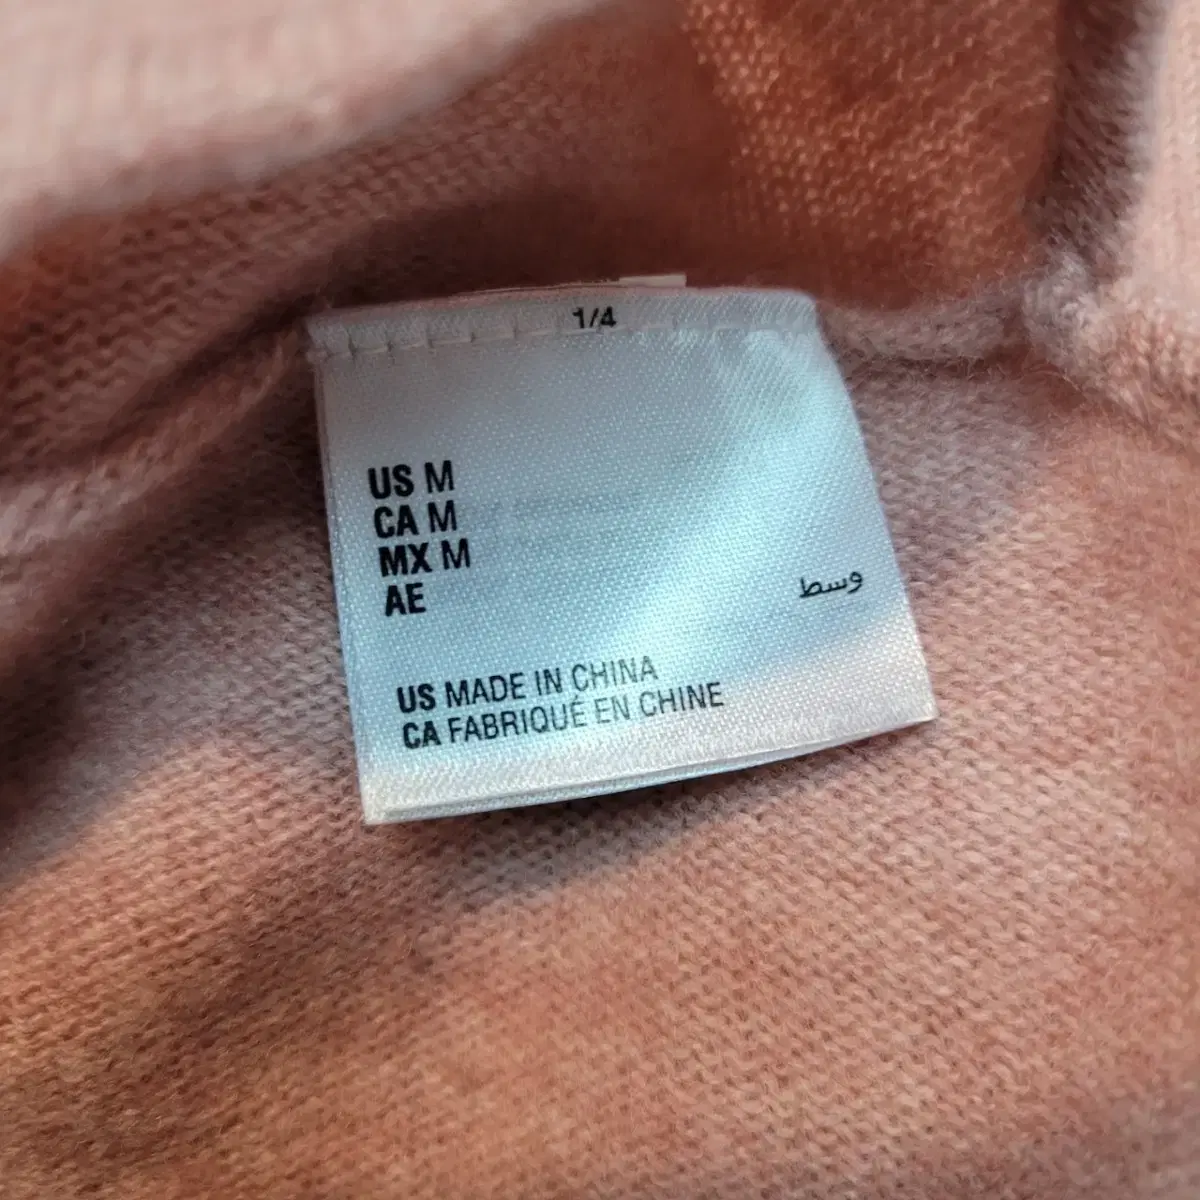 1/4
US M
CA M
MX M
AE وسط
US MADE IN CHINA
CA FABRIQUÉ EN CHINE